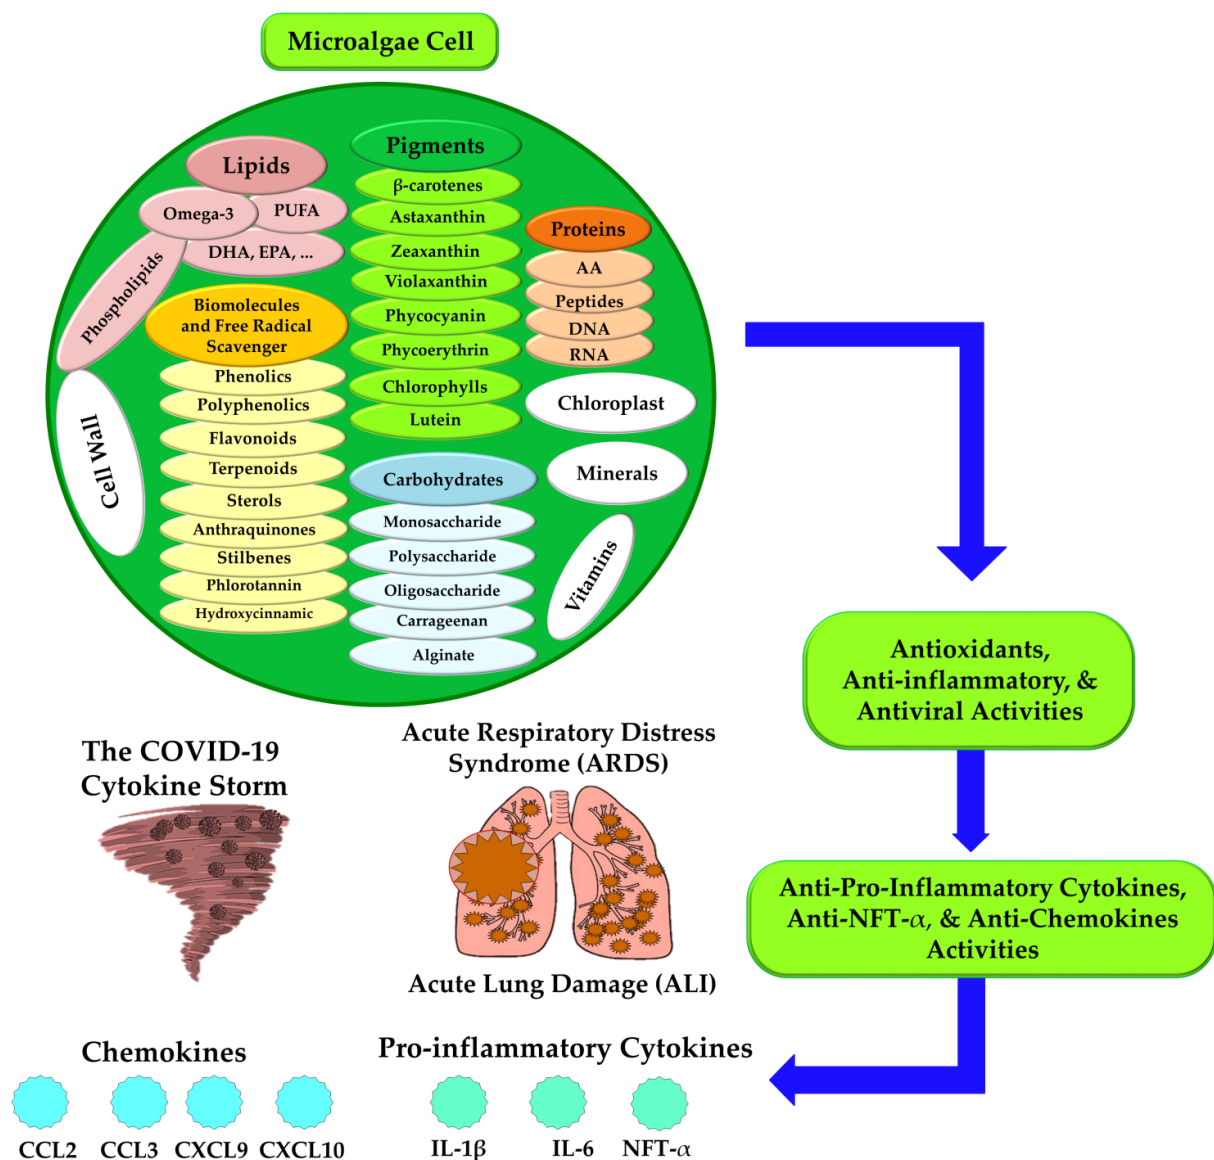 Microalgae Cell
Lipids
Omega-3
PUFA
DHA, EPA, ...
Phospholipids
Biomolecules
and Free Radical
Scavenger
Phenolics
Polyphenolics
Flavonoids
Terpenoids
Sterols
Anthraquinones
Stilbenes
Phlorotannin
Hydroxycinnamic
Cell Wall
Pigments
β-carotenes
Astaxanthin
Zeaxanthin
Violaxanthin
Phycocyanin
Phycoerythrin
Chlorophylls
Lutein
Carbohydrates
Monosaccharide
Polysaccharide
Oligosaccharide
Carrageenan
Alginate
Proteins
AA
Peptides
DNA
RNA
Chloroplast
Minerals
Vitamins
Antioxidants,
Anti-inflammatory, &
Antiviral Activities
Anti-Pro-Inflammatory Cytokines,
Anti-NFT-α, & Anti-Chemokines
Activities
The COVID-19
Cytokine Storm
Acute Respiratory Distress
Syndrome (ARDS)
Acute Lung Damage (ALI)
Chemokines
CCL2
CCL3
CXCL9
CXCL10
Pro-inflammatory Cytokines
IL-1β
IL-6
NFT-α